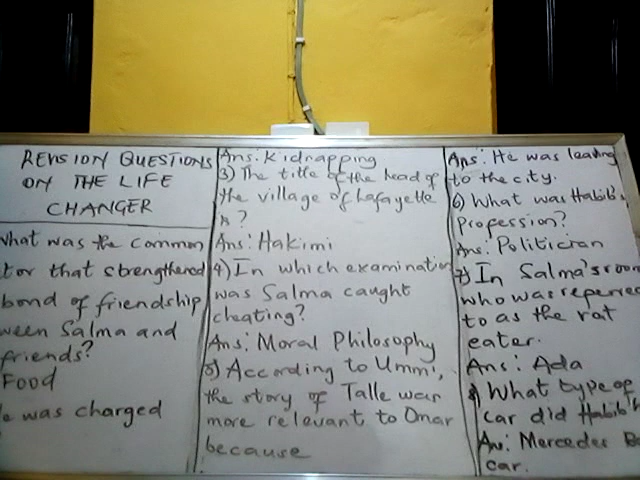 REVISION QUESTIONS
ON THE LIFE
CHANGER
What was the common
tor that strengthened
bond of friendship
ween Salma and
friends?
Food
e was charged
Ans: Kidnapping
3) The title of the head of
the village of Lafayette
is?
Ans: Hakimi
4) In which examination
was Salma caught
cheating?
Ans: Moral Philosophy
5) According to Ummi,
the story of Talle was
more relevant to Omar
because
Ans: He was leaving
to the city.
6) What was Habib's
Profession?
Ans: Politician
7) In Salma's room
who was referred
to as the rat
eater.
Ans: Ada
8) What type of
car did Habib's
An: Mercedes Be
car.